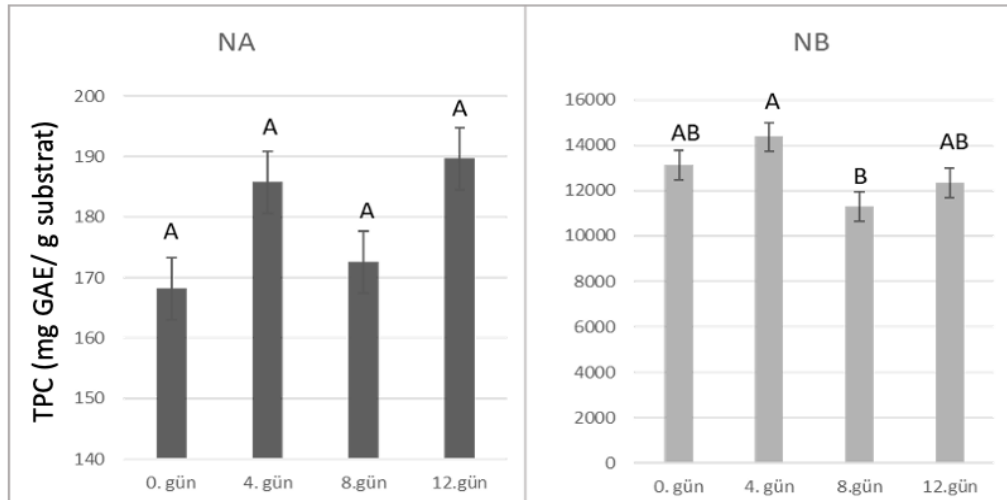 NA
TPC (mg GAE/ g substrat)
200
190
180
170
160
150
140
A
A
A
A
0. gün
4. gün
8.gün
12.gün
NB
16000
14000
12000
10000
8000
6000
4000
2000
0
AB
A
B
AB
0. gün
4. gün
8.gün
12.gün